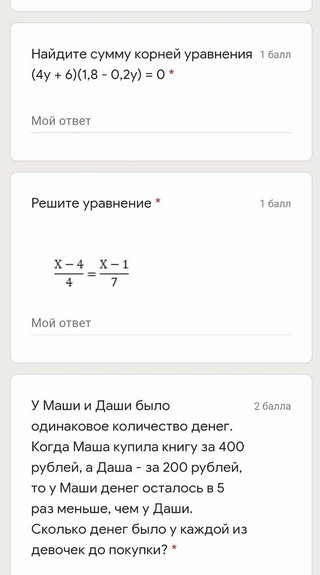 Найдите сумму корней уравнения 1 балл
(4y + 6)(1,8 - 0,2y) = 0 *
Мой ответ
Решите уравнение * 1 балл
X – 4 / 4 = X – 1 / 7
Мой ответ
У Маши и Даши было 2 балла
одинаковое количество денег.
Когда Маша купила книгу за 400
рублей, а Даша - за 200 рублей,
то у Маши денег осталось в 5
раз меньше, чем у Даши.
Сколько денег было у каждой из
девочек до покупки? *